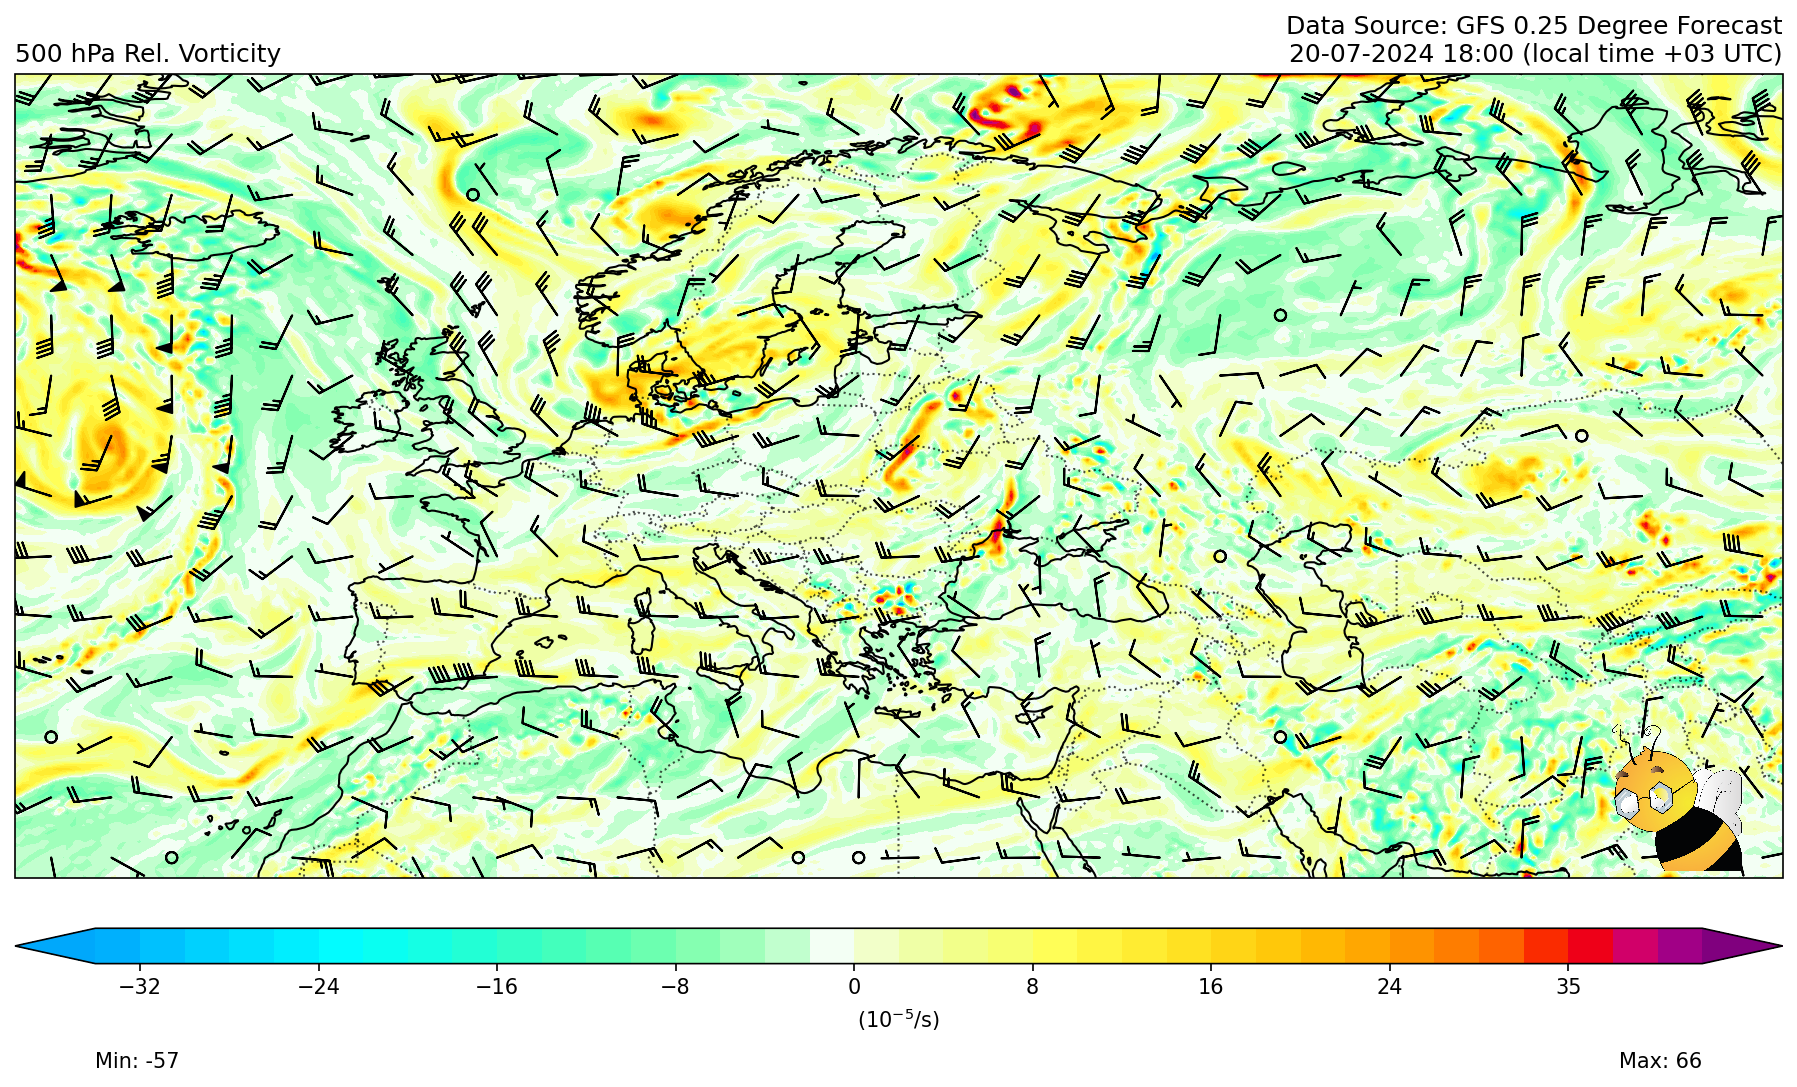 Data Source: GFS 0.25 Degree Forecast
500 hPa Rel. Vorticity
20-07-2024 18:00 (local time +03 UTC)
−32 −24 −16 −8 0 8 16 24 35
(10⁻⁵/s)
Min: -57
Max: 66